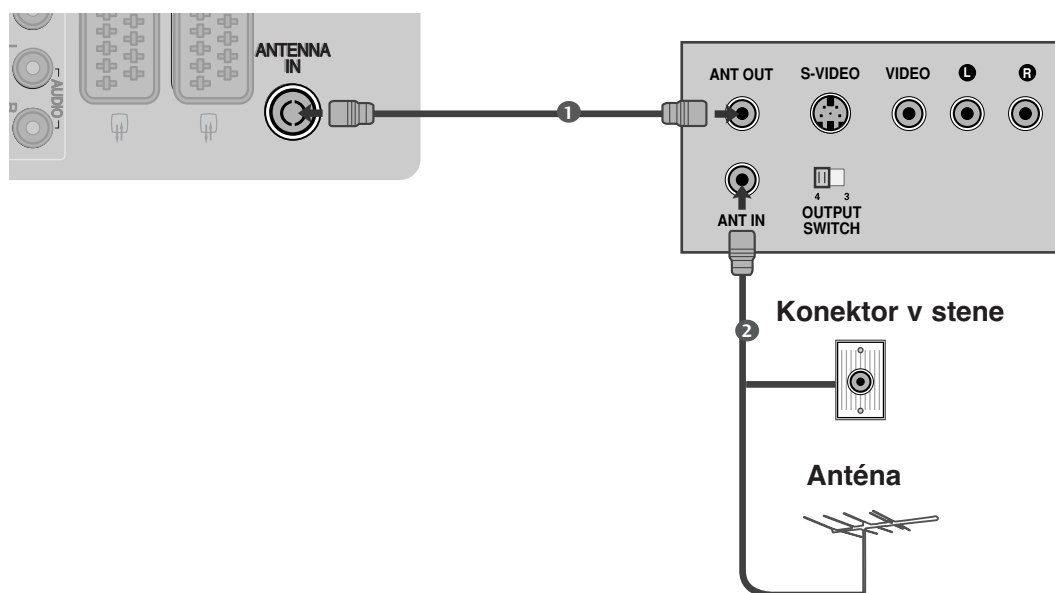 ANTENNA
IN
AUDIO
R
1
ANT OUT
S-VIDEO
VIDEO
L
R
4 3
OUTPUT
SWITCH
ANT IN
2
Konektor v stene
Anténa